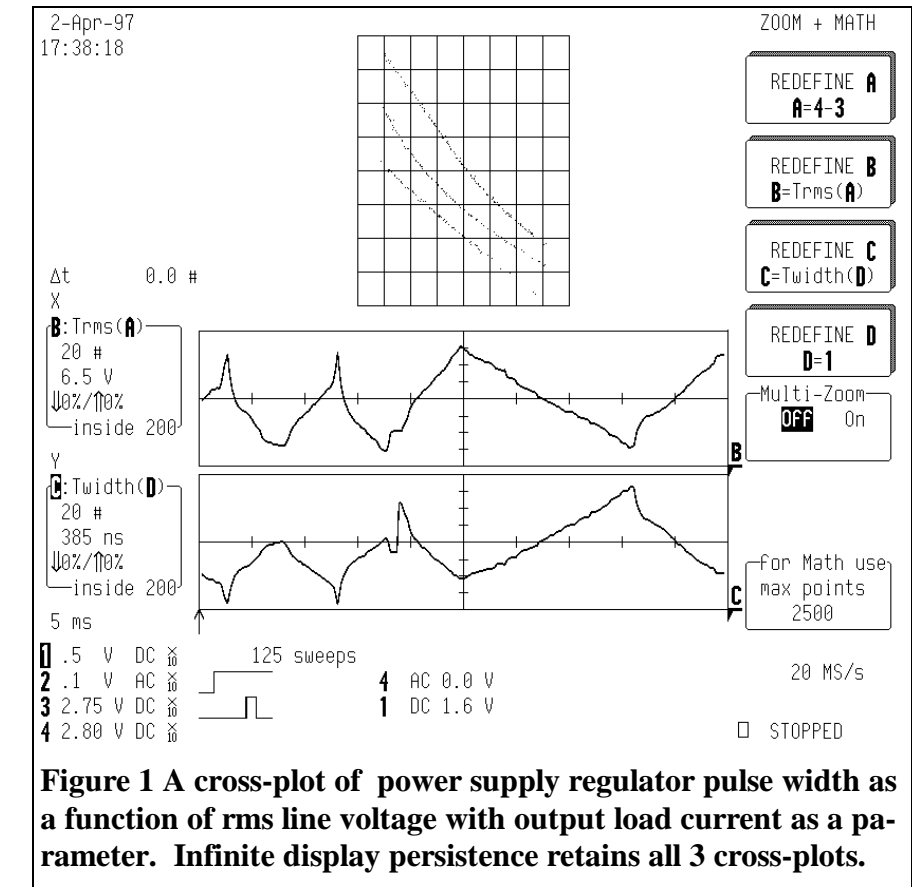 2-Apr-97
17:38:18
ZOOM + MATH
REDEFINE A
A=4-3
REDEFINE B
B=Trms(A)
REDEFINE C
C=Twidth(D)
REDEFINE D
D=1
Multi-Zoom
OFF On
Δt 0.0 #
X
B:Trms(A)
20 #
6.5 V
⇓0%/⇑0%
inside 200
B
Y
C:Twidth(D)
20 #
385 ns
⇓0%/⇑0%
inside 200
C
For Math use
max points
2500
5 ms
1 .5 V DC X10
2 .1 V AC X10
3 2.75 V DC X10
4 2.80 V DC X10
125 sweeps
4 AC 0.0 V
1 DC 1.6 V
20 MS/s
□ STOPPED
Figure 1 A cross-plot of power supply regulator pulse width as
a function of rms line voltage with output load current as a pa-
rameter. Infinite display persistence retains all 3 cross-plots.